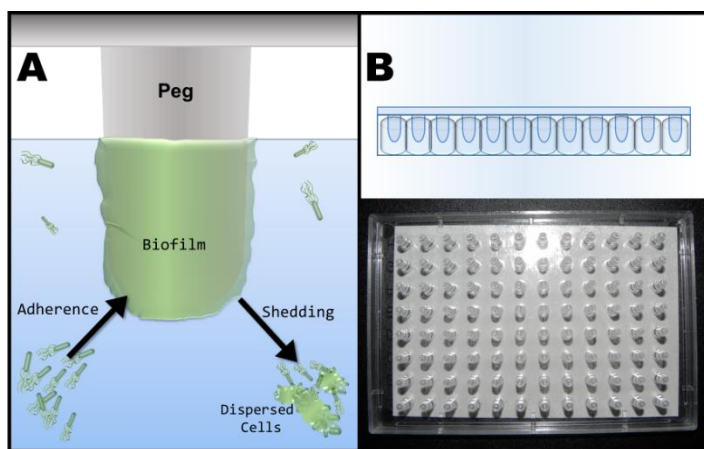 A
Peg
Biofilm
Adherence
Shedding
Dispersed
Cells
B